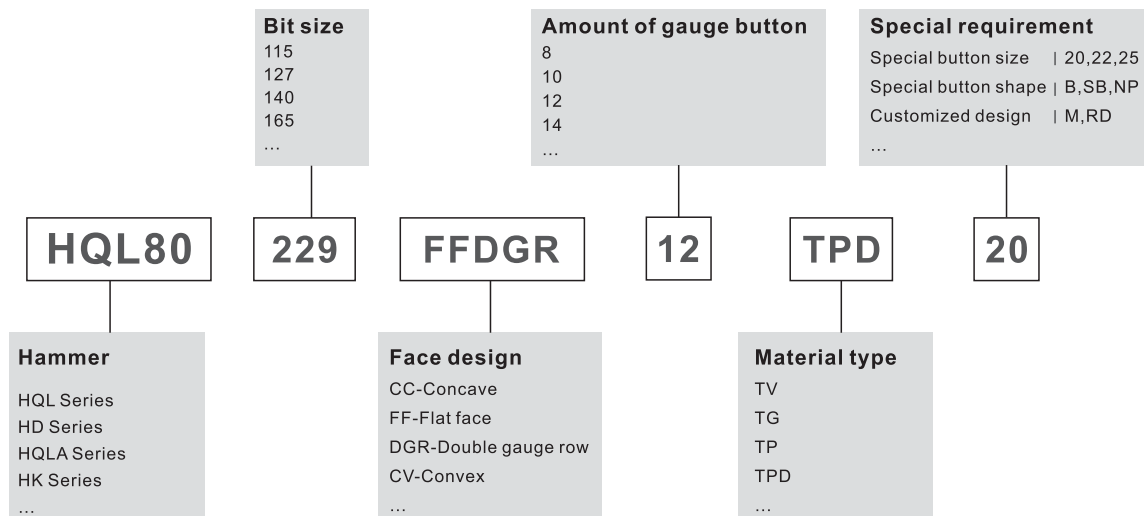 Bit size
115
127
140
165
...
Amount of gauge button
8
10
12
14
...
Special requirement
Special button size | 20,22,25
Special button shape | B,SB,NP
Customized design | M,RD
...
HQL80
229
FFDGR
12
TPD
20
Hammer
HQL Series
HD Series
HQLA Series
HK Series
...
Face design
CC-Concave
FF-Flat face
DGR-Double gauge row
CV-Convex
...
Material type
TV
TG
TP
TPD
...